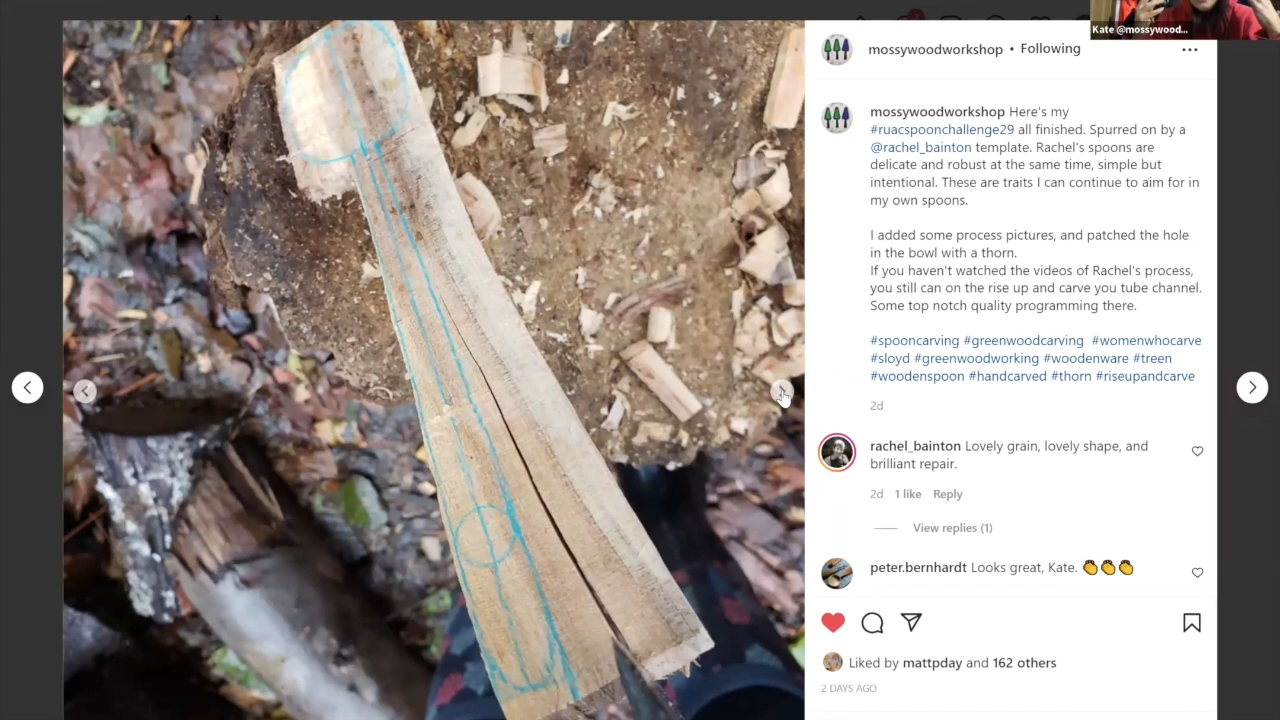 Kate @mossywood...
mossywoodworkshop • Following
mossywoodworkshop Here's my
#ruacspoonchallenge29 all finished. Spurred on by a
@rachel_bainton template. Rachel's spoons are
delicate and robust at the same time, simple but
intentional. These are traits I can continue to aim for in
my own spoons.
I added some process pictures, and patched the hole
in the bowl with a thorn.
If you haven't watched the videos of Rachel's process,
you still can on the rise up and carve you tube channel.
Some top notch quality programming there.
#spooncarving #greenwoodcarving #womenwhocarve
#sloyd #greenwoodworking #woodenware #treen
#woodenspoon #handcarved #thorn #riseupandcarve
2d
rachel_bainton Lovely grain, lovely shape, and
brilliant repair.
2d 1 like Reply
View replies (1)
peter.bernhardt Looks great, Kate. 👏👏👏
Liked by mattpday and 162 others
2 DAYS AGO